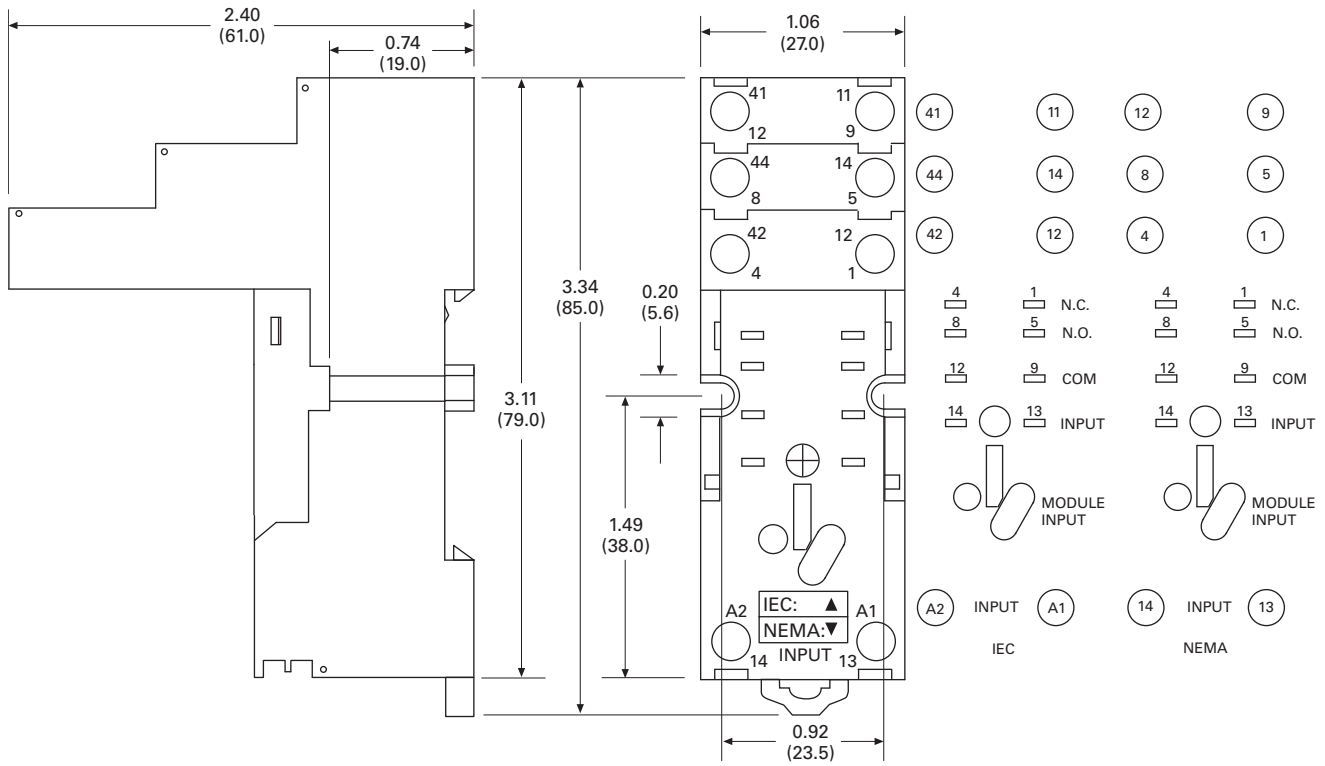 2.40
(61.0)
0.74
(19.0)
3.11
(79.0)
3.34
(85.0)
0.20
(5.6)
1.49
(38.0)
1.06
(27.0)
41 11
12 9
44 14
8 5
42 12
4 1
A2 IEC: ▲ A1
NEMA:▼
14 INPUT 13
0.92
(23.5)
41 11 12 9
44 14 8 5
42 12 4 1
4 1 N.C. 4 1 N.C.
8 5 N.O. 8 5 N.O.
12 9 COM 12 9 COM
14 13 INPUT 14 13 INPUT
MODULE INPUT
MODULE INPUT
A2 INPUT A1 14 INPUT 13
IEC NEMA